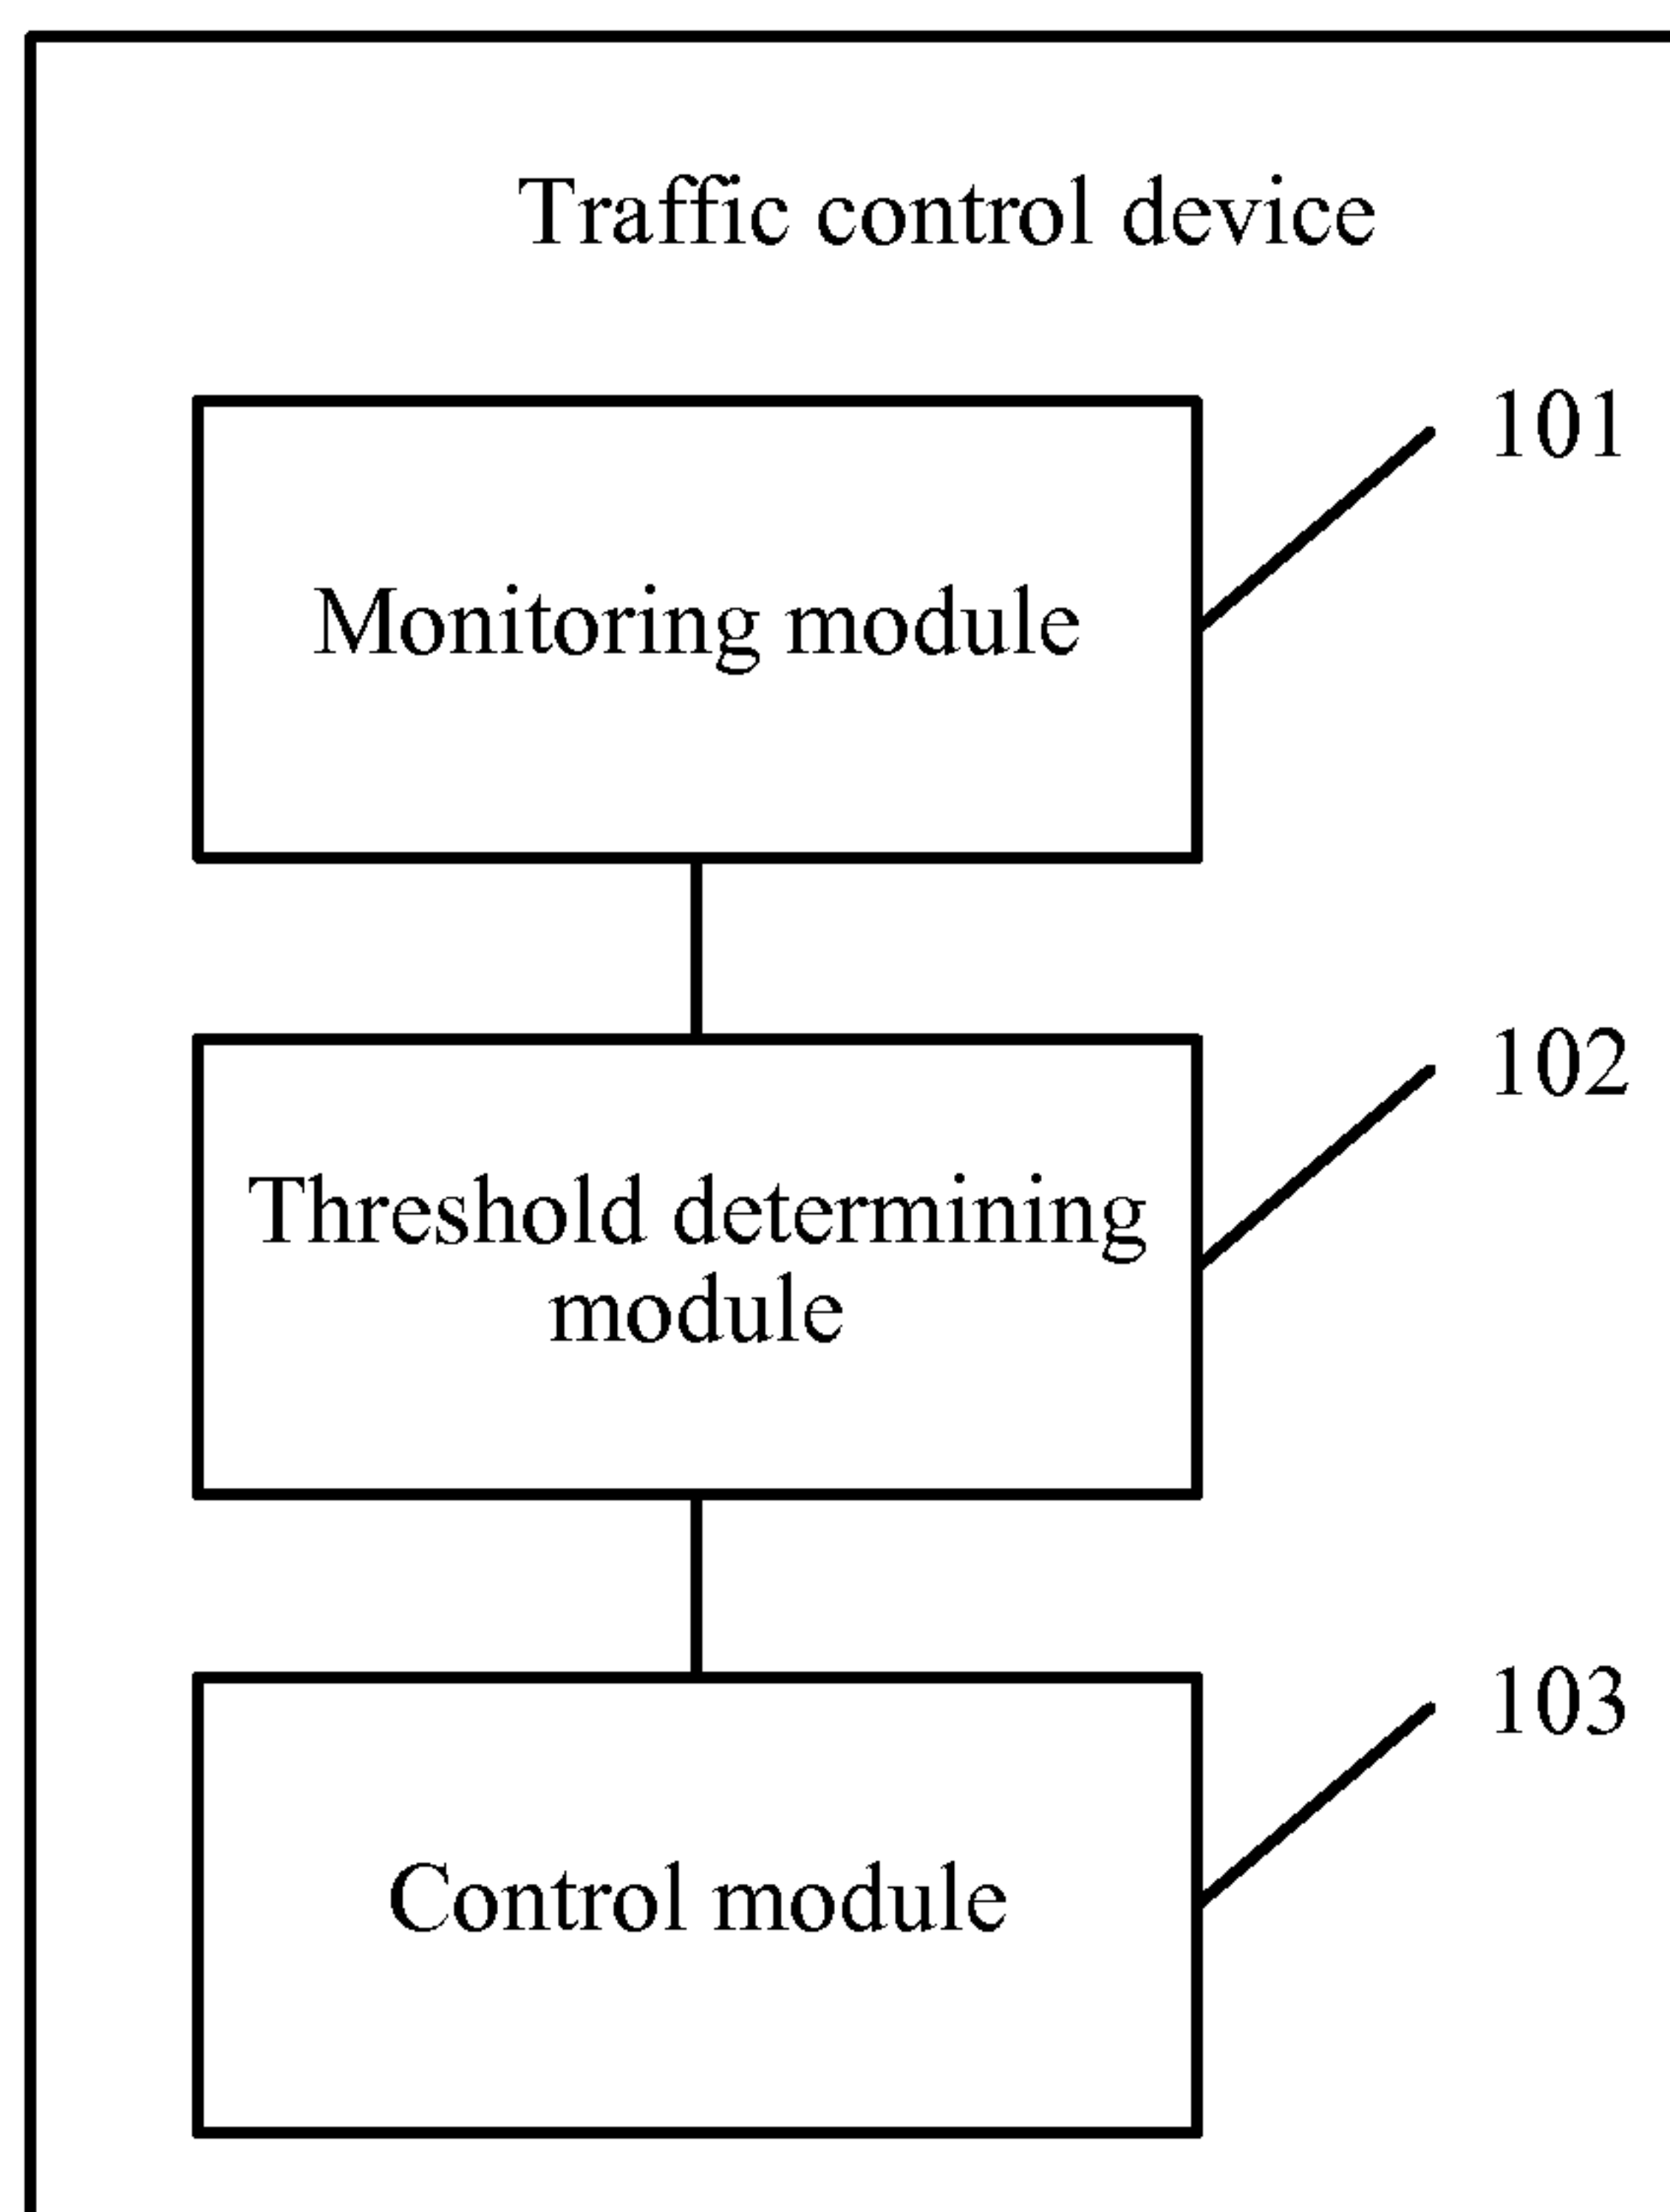 Traffic control device
101
Monitoring module
102
Threshold determining
module
103
Control module